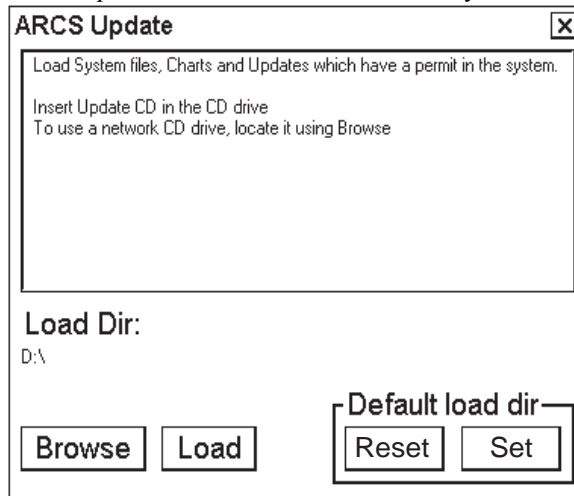 ARCS Update
X
Load System files, Charts and Updates which have a permit in the system.
Insert Update CD in the CD drive
To use a network CD drive, locate it using Browse
Load Dir:
D:\
Default load dir
Browse Load Reset Set